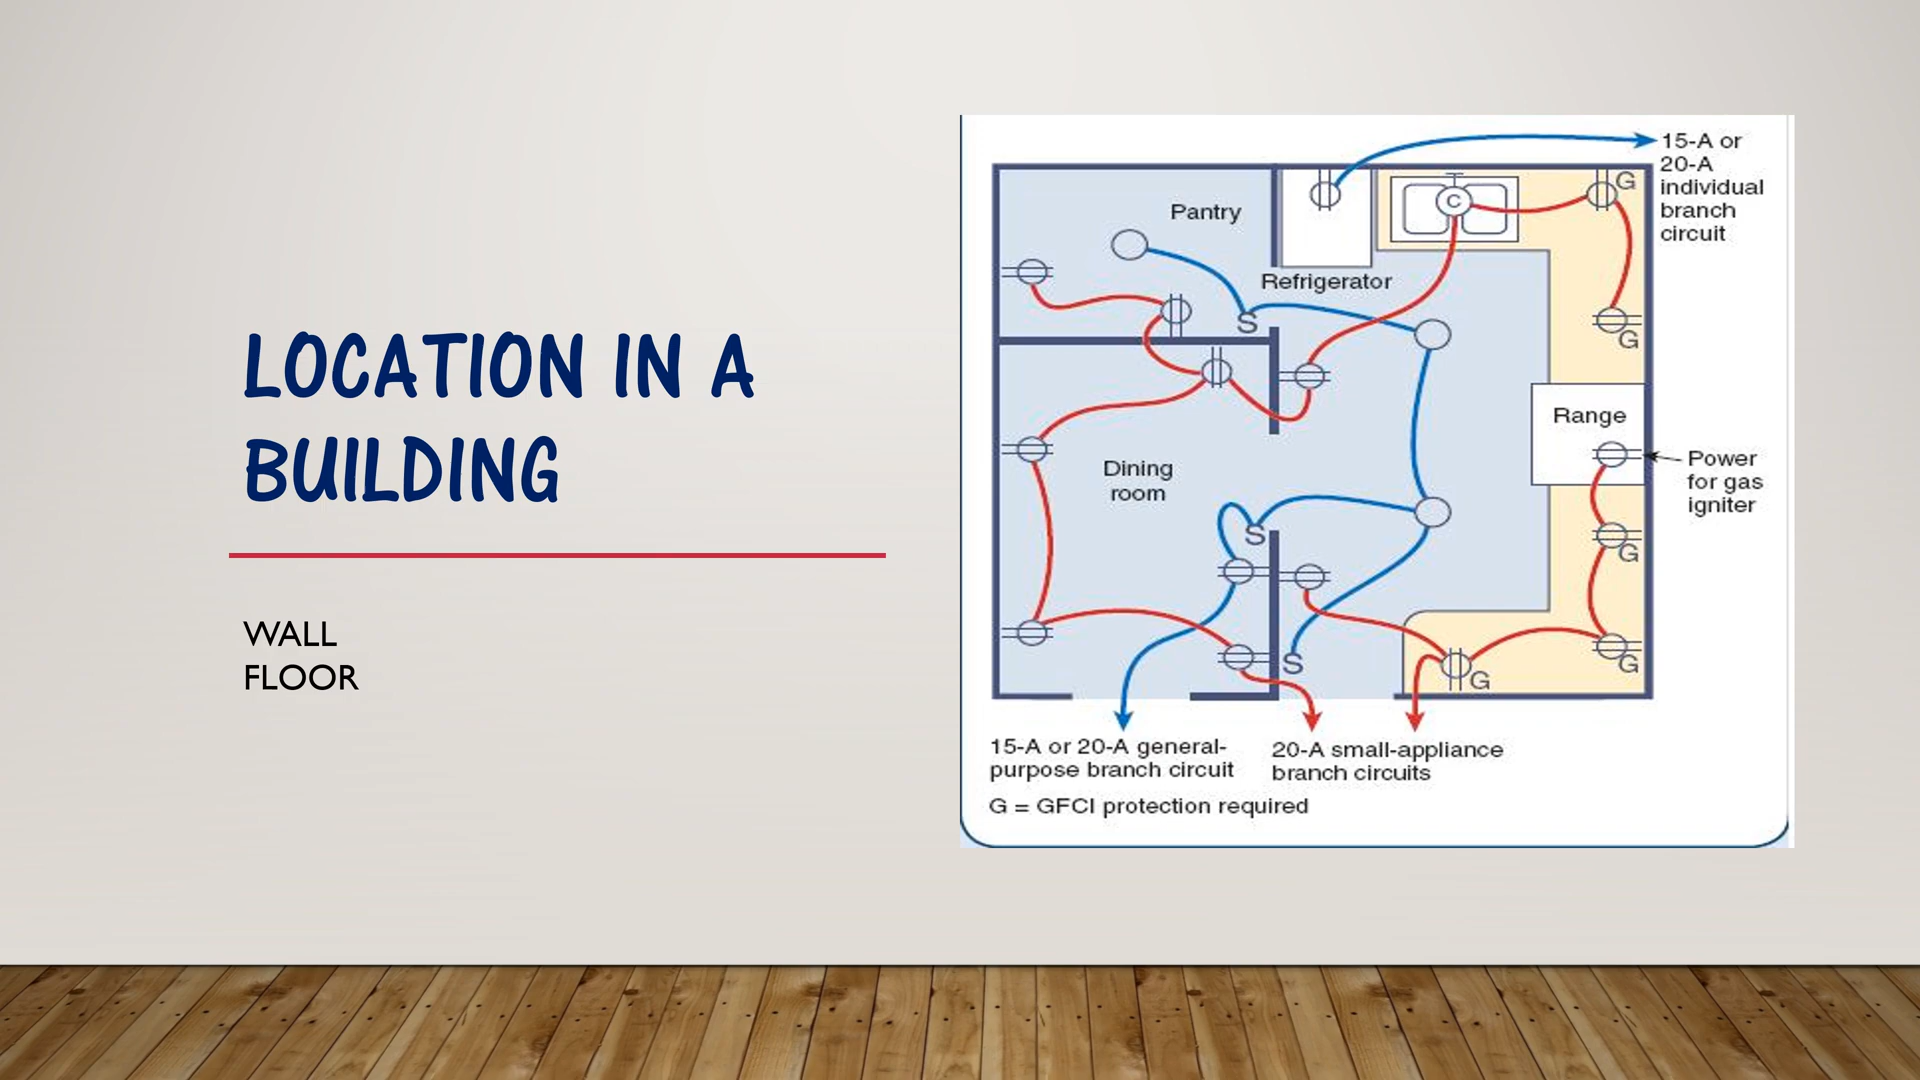 LOCATION IN A
BUILDING
WALL
FLOOR
15-A or
20-A
individual
branch
circuit
G
C
Pantry
Refrigerator
S
G
Range
Power
for gas
igniter
Dining
room
S
G
S
G
G
15-A or 20-A general-
purpose branch circuit
20-A small-appliance
branch circuits
G = GFCI protection required